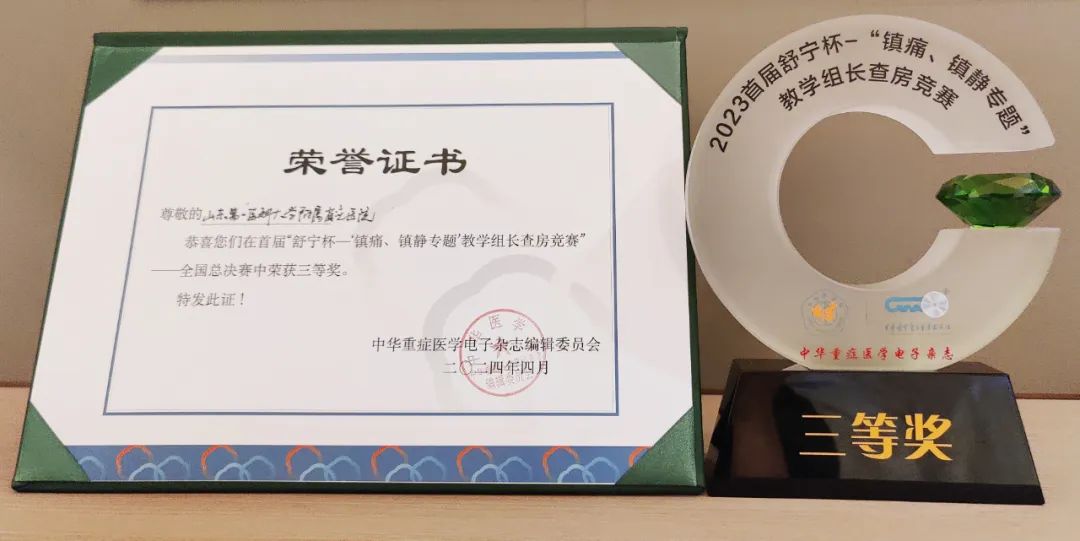 荣誉证书
尊敬的山东第一医科大学附属省立医院
恭喜您们在首届“舒宁杯—‘镇痛、镇静专题’教学组长查房竞赛”
——全国总决赛中荣获三等奖。
特发此证！
中华重症医学电子杂志编辑委员会
二〇二四年四月
2023首届舒宁杯-“镇痛、镇静专题”
教学组长查房竞赛
中华重症医学电子杂志
三等奖